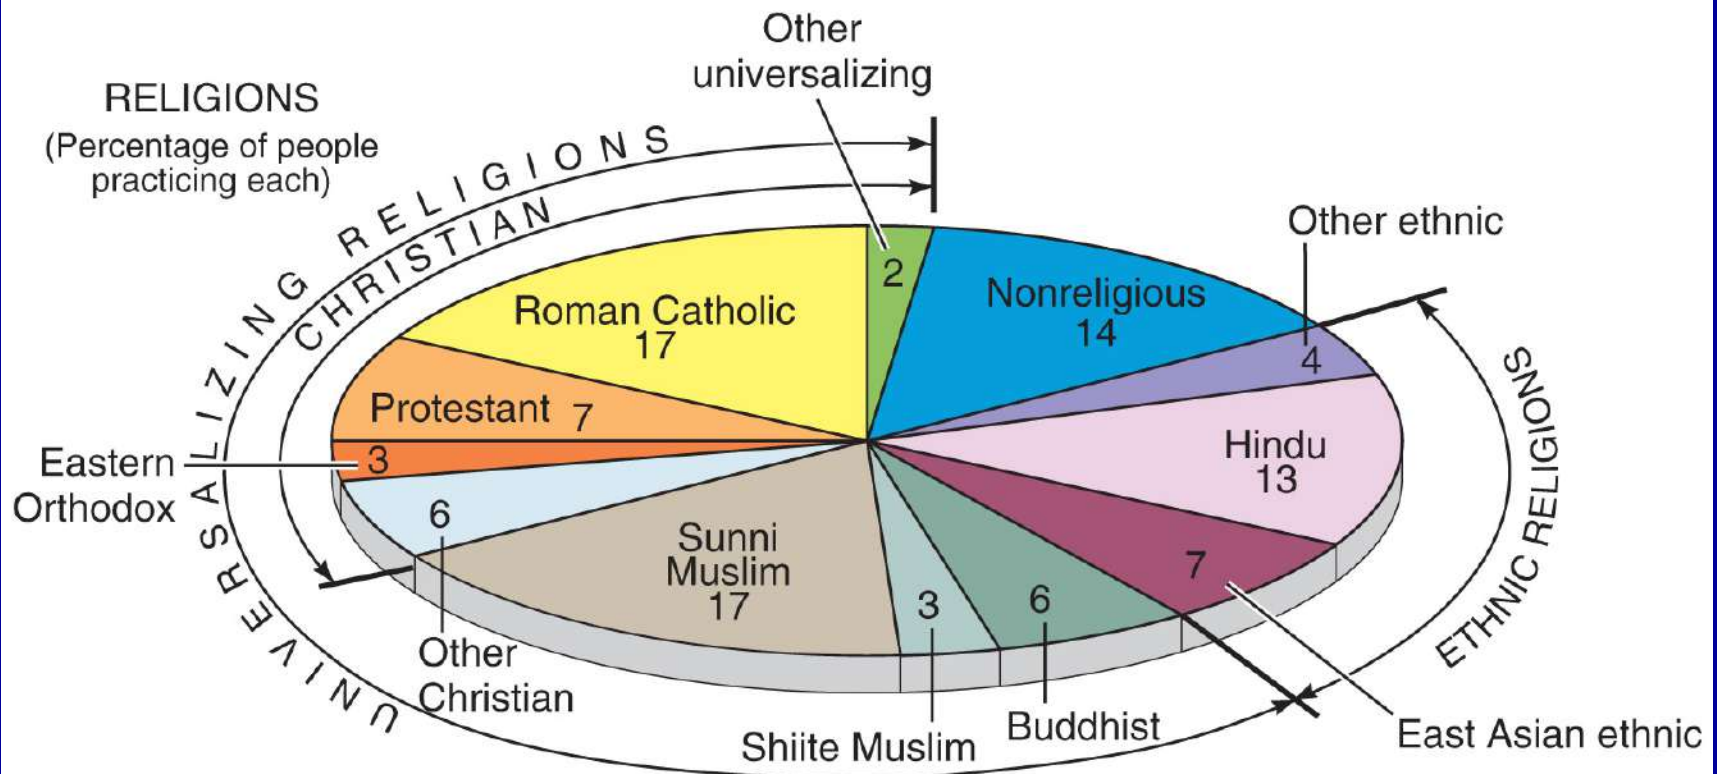 Other
universalizing
RELIGIONS
(Percentage of people
practicing each)
UNIVERSALIZING RELIGIONS
CHRISTIAN
Other ethnic
2
Nonreligious
14
4
Roman Catholic
17
Protestant 7
Hindu
13
ETHNIC RELIGIONS
Eastern
Orthodox
3
6
Sunni
Muslim
17
3
6
7
Other
Christian
Shiite Muslim
Buddhist
East Asian ethnic